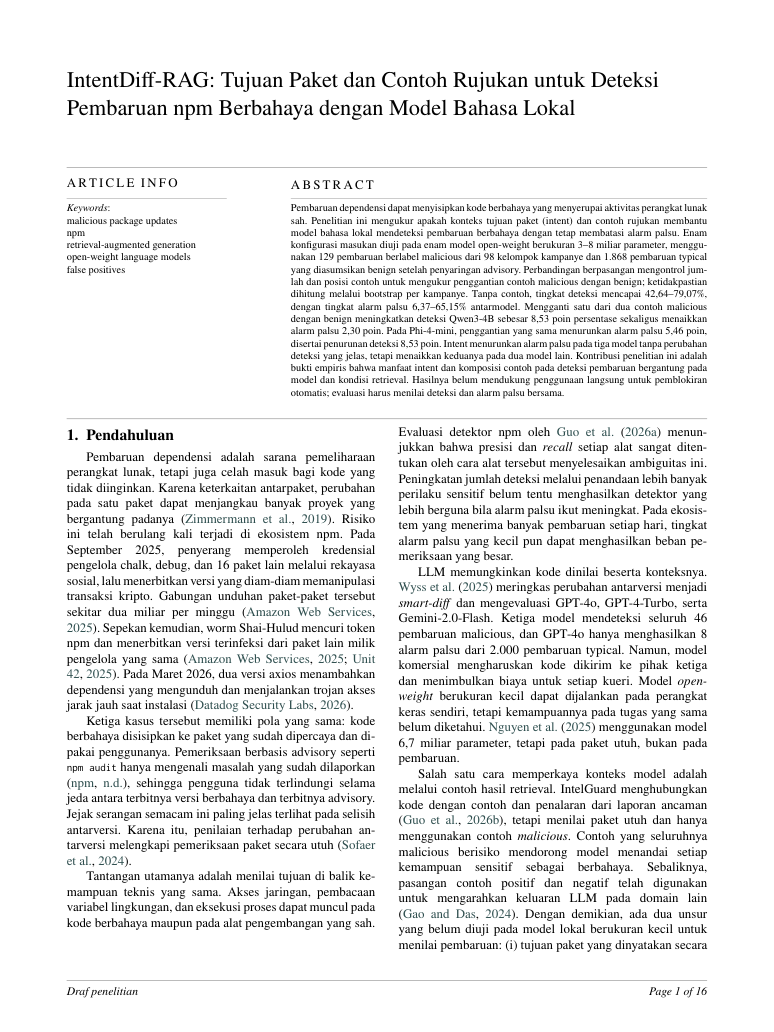 IntentDiff-RAG: Tujuan Paket dan Contoh Rujukan untuk Deteksi
Pembaruan npm Berbahaya dengan Model Bahasa Lokal
ARTICLE INFO
Keywords:
malicious package updates
npm
retrieval-augmented generation
open-weight language models
false positives
ABSTRACT
Pembaruan dependensi dapat menyisipkan kode berbahaya yang menyerupai aktivitas perangkat lunak
sah. Penelitian ini mengukur apakah konteks tujuan paket (intent) dan contoh rujukan membantu
model bahasa lokal mendeteksi pembaruan berbahaya dengan tetap membatasi alarm palsu. Enam
konfigurasi masukan diuji pada enam model open-weight berukuran 3–8 miliar parameter, menggu-
nakan 129 pembaruan berlabel malicious dari 98 kelompok kampanye dan 1.868 pembaruan typical
yang diasumsikan benign setelah penyaringan advisory. Perbandingan berpasangan mengontrol jum-
lah dan posisi contoh untuk mengukur penggantian contoh malicious dengan benign; ketidakpastian
dihitung melalui bootstrap per kampanye. Tanpa contoh, tingkat deteksi mencapai 42,64–79,07%,
dengan tingkat alarm palsu 6,37–65,15% antarmodel. Mengganti satu dari dua contoh malicious
dengan benign meningkatkan deteksi Qwen3-4B sebesar 8,53 poin persentase sekaligus menaikkan
alarm palsu 2,30 poin. Pada Phi-4-mini, penggantian yang sama menurunkan alarm palsu 5,46 poin,
disertai penurunan deteksi 8,53 poin. Intent menurunkan alarm palsu pada tiga model tanpa perubahan
deteksi yang jelas, tetapi menaikkan keduanya pada dua model lain. Kontribusi penelitian ini adalah
bukti empiris bahwa manfaat intent dan komposisi contoh pada deteksi pembaruan bergantung pada
model dan kondisi retrieval. Hasilnya belum mendukung penggunaan langsung untuk pemblokiran
otomatis; evaluasi harus menilai deteksi dan alarm palsu bersama.
1. Pendahuluan
Pembaruan dependensi adalah sarana pemeliharaan
perangkat lunak, tetapi juga celah masuk bagi kode yang
tidak diinginkan. Karena keterkaitan antarpaket, perubahan
pada satu paket dapat menjangkau banyak proyek yang
bergantung padanya (Zimmermann et al., 2019). Risiko
ini telah berulang kali terjadi di ekosistem npm. Pada
September 2025, penyerang memperoleh kredensial
pengelola chalk, debug, dan 16 paket lain melalui rekayasa
sosial, lalu menerbitkan versi yang diam-diam memanipulasi
transaksi kripto. Gabungan unduhan paket-paket tersebut
sekitar dua miliar per minggu (Amazon Web Services,
2025). Sepekan kemudian, worm Shai-Hulud mencuri token
npm dan menerbitkan versi terinfeksi dari paket lain milik
pengelola yang sama (Amazon Web Services, 2025; Unit
42, 2025). Pada Maret 2026, dua versi axios menambahkan
dependensi yang mengunduh dan menjalankan trojan akses
jarak jauh saat instalasi (Datadog Security Labs, 2026).
Ketiga kasus tersebut memiliki pola yang sama: kode
berbahaya disisipkan ke paket yang sudah dipercaya dan di-
pakai penggunanya. Pemeriksaan berbasis advisory seperti
npm audit hanya mengenali masalah yang sudah dilaporkan
(npm, n.d.), sehingga pengguna tidak terlindungi selama
jeda antara terbitnya versi berbahaya dan terbitnya advisory.
Jejak serangan semacam ini paling jelas terlihat pada selisih
antarversi. Karena itu, penilaian terhadap perubahan an-
tarversi melengkapi pemeriksaan paket secara utuh (Sofaer
et al., 2024).
Tantangan utamanya adalah menilai tujuan di balik ke-
mampuan teknis yang sama. Akses jaringan, pembacaan
variabel lingkungan, dan eksekusi proses dapat muncul pada
kode berbahaya maupun pada alat pengembangan yang sah.
Evaluasi detektor npm oleh Guo et al. (2026a) menun-
jukkan bahwa presisi dan recall setiap alat sangat diten-
tukan oleh cara alat tersebut menyelesaikan ambiguitas ini.
Peningkatan jumlah deteksi melalui penandaan lebih banyak
perilaku sensitif belum tentu menghasilkan detektor yang
lebih berguna bila alarm palsu ikut meningkat. Pada ekosis-
tem yang menerima banyak pembaruan setiap hari, tingkat
alarm palsu yang kecil pun dapat menghasilkan beban pe-
meriksaan yang besar.
LLM memungkinkan kode dinilai beserta konteksnya.
Wyss et al. (2025) meringkas perubahan antarversi menjadi
smart-diff dan mengevaluasi GPT-4o, GPT-4-Turbo, serta
Gemini-2.0-Flash. Ketiga model mendeteksi seluruh 46
pembaruan malicious, dan GPT-4o hanya menghasilkan 8
alarm palsu dari 2.000 pembaruan typical. Namun, model
komersial mengharuskan kode dikirim ke pihak ketiga
dan menimbulkan biaya untuk setiap kueri. Model open-
weight berukuran kecil dapat dijalankan pada perangkat
keras sendiri, tetapi kemampuannya pada tugas yang sama
belum diketahui. Nguyen et al. (2025) menggunakan model
6,7 miliar parameter, tetapi pada paket utuh, bukan pada
pembaruan.
Salah satu cara memperkaya konteks model adalah
melalui contoh hasil retrieval. IntelGuard menghubungkan
kode dengan contoh dan penalaran dari laporan ancaman
(Guo et al., 2026b), tetapi menilai paket utuh dan hanya
menggunakan contoh malicious. Contoh yang seluruhnya
malicious berisiko mendorong model menandai setiap
kemampuan sensitif sebagai berbahaya. Sebaliknya,
pasangan contoh positif dan negatif telah digunakan
untuk mengarahkan keluaran LLM pada domain lain
(Gao and Das, 2024). Dengan demikian, ada dua unsur
yang belum diuji pada model lokal berukuran kecil untuk
menilai pembaruan: (i) tujuan paket yang dinyatakan secara
Draf penelitian
Page 1 of 16